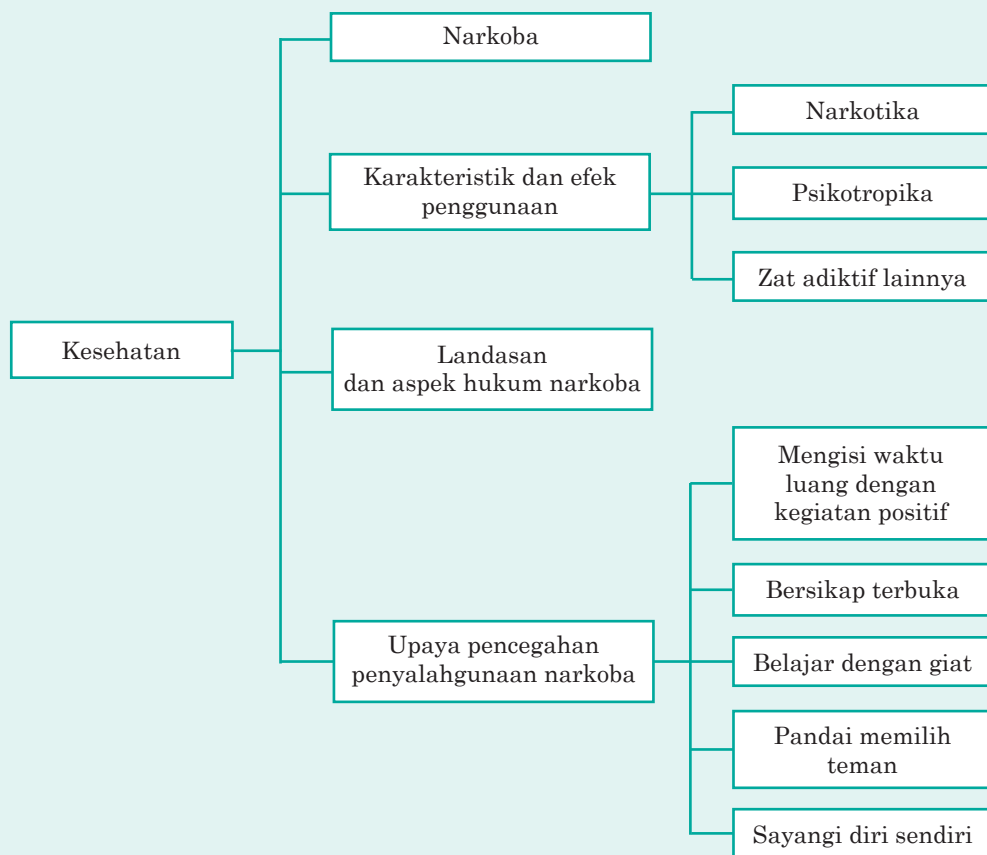 Kesehatan
Narkoba
Karakteristik dan efek
penggunaan
Narkotika
Psikotropika
Zat adiktif lainnya
Landasan
dan aspek hukum narkoba
Upaya pencegahan
penyalahgunaan narkoba
Mengisi waktu
luang dengan
kegiatan positif
Bersikap terbuka
Belajar dengan giat
Pandai memilih
teman
Sayangi diri sendiri